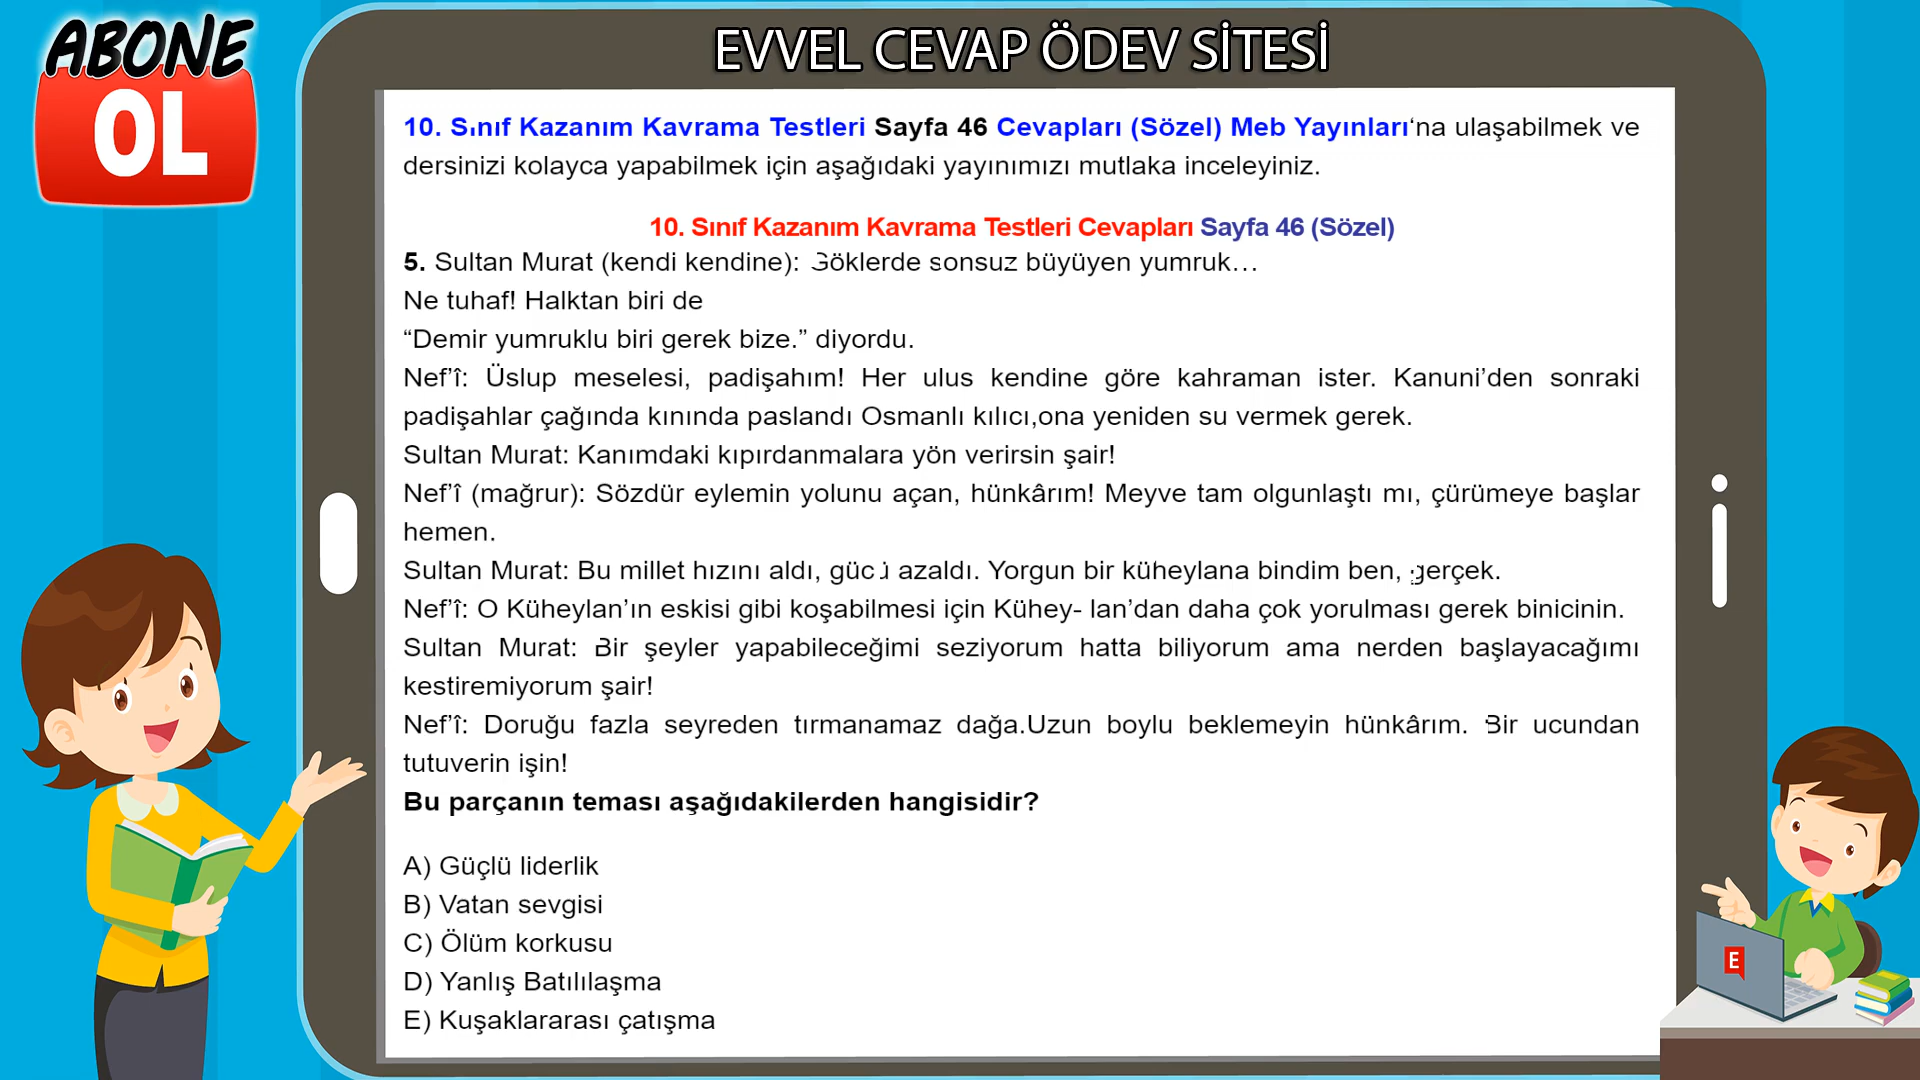 ABONE
OL
EVVEL CEVAP ÖDEV SİTESİ
10. Sınıf Kazanım Kavrama Testleri Sayfa 46 Cevapları (Sözel) Meb Yayınları‘na ulaşabilmek ve
dersinizi kolayca yapabilmek için aşağıdaki yayınımızı mutlaka inceleyiniz.
10. Sınıf Kazanım Kavrama Testleri Cevapları Sayfa 46 (Sözel)
5. Sultan Murat (kendi kendine): Göklerde sonsuz büyüyen yumruk…
Ne tuhaf! Halktan biri de
“Demir yumruklu biri gerek bize.” diyordu.
Nef’î: Üslup meselesi, padişahım! Her ulus kendine göre kahraman ister. Kanuni’den sonraki
padişahlar çağında kınında paslandı Osmanlı kılıcı,ona yeniden su vermek gerek.
Sultan Murat: Kanımdaki kıpırdanmalara yön verirsin şair!
Nef’î (mağrur): Sözdür eylemin yolunu açan, hünkârım! Meyve tam olgunlaştı mı, çürümeye başlar
hemen.
Sultan Murat: Bu millet hızını aldı, gücü azaldı. Yorgun bir küheylana bindim ben, gerçek.
Nef’î: O Küheylan’ın eskisi gibi koşabilmesi için Kühey- lan’dan daha çok yorulması gerek binicinin.
Sultan Murat: Bir şeyler yapabileceğimi seziyorum hatta biliyorum ama nerden başlayacağımı
kestiremiyorum şair!
Nef’î: Doruğu fazla seyreden tırmanamaz dağa.Uzun boylu beklemeyin hünkârım. Bir ucundan
tutuverin işin!
Bu parçanın teması aşağıdakilerden hangisidir?
A) Güçlü liderlik
B) Vatan sevgisi
C) Ölüm korkusu
D) Yanlış Batılılaşma
E) Kuşaklararası çatışma
E